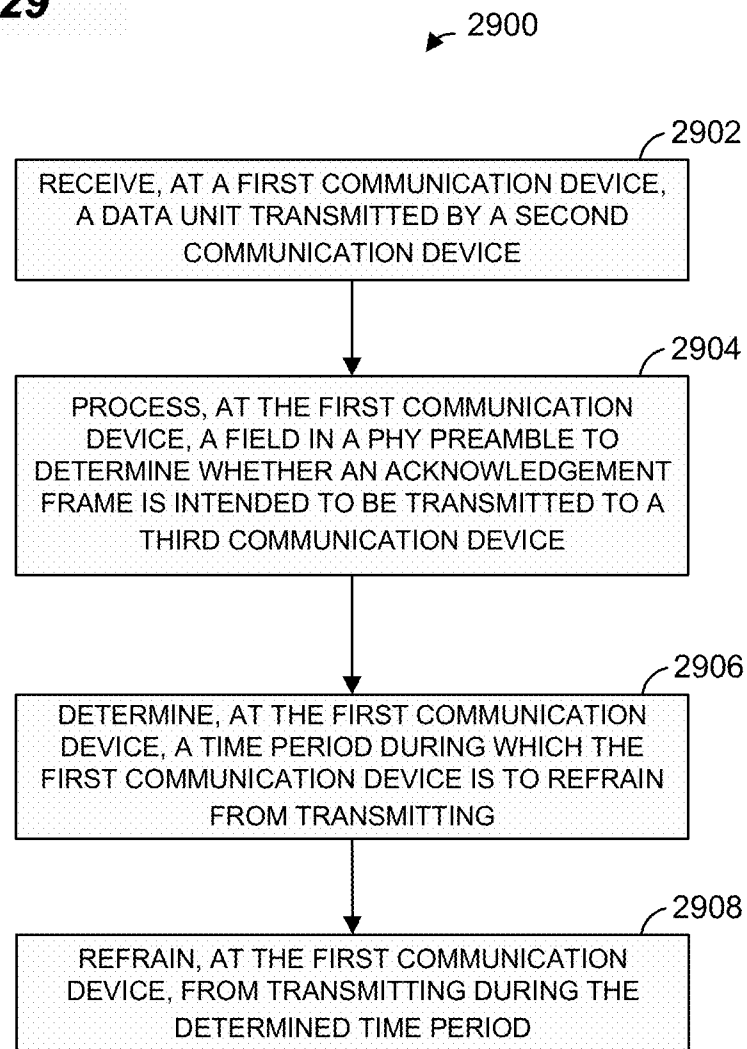 29
2900
2902
RECEIVE, AT A FIRST COMMUNICATION DEVICE,
A DATA UNIT TRANSMITTED BY A SECOND
COMMUNICATION DEVICE
2904
PROCESS, AT THE FIRST COMMUNICATION
DEVICE, A FIELD IN A PHY PREAMBLE TO
DETERMINE WHETHER AN ACKNOWLEDGEMENT
FRAME IS INTENDED TO BE TRANSMITTED TO A
THIRD COMMUNICATION DEVICE
2906
DETERMINE, AT THE FIRST COMMUNICATION
DEVICE, A TIME PERIOD DURING WHICH THE
FIRST COMMUNICATION DEVICE IS TO REFRAIN
FROM TRANSMITTING
2908
REFRAIN, AT THE FIRST COMMUNICATION
DEVICE, FROM TRANSMITTING DURING THE
DETERMINED TIME PERIOD